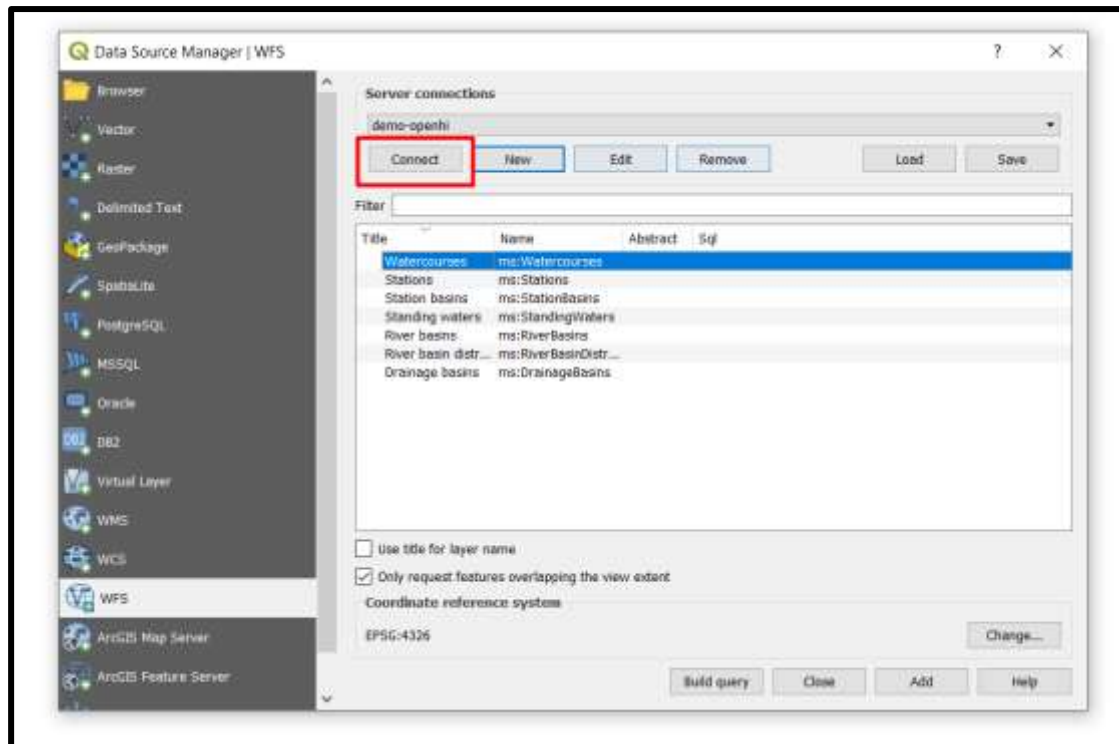 Data Source Manager | WFS
? ×
Browser
Vector
Raster
Delimited Text
GeoPackage
SpatiaLite
PostgreSQL
MSSQL
Oracle
DB2
Virtual Layer
WMS
WCS
WFS
ArcGIS Map Server
ArcGIS Feature Server
Server connections
demo-openhi
Connect New Edit Remove Load Save
Filter
Title Name Abstract Sql
Watercourses ms:Watercourses
Stations ms:Stations
Station basins ms:StationBasins
Standing waters ms:StandingWaters
River basins ms:RiverBasins
River basin distr... ms:RiverBasinDistr...
Drainage basins ms:DrainageBasins
Use title for layer name
Only request features overlapping the view extent
Coordinate reference system
EPSG:4326 Change...
Build query Close Add Help